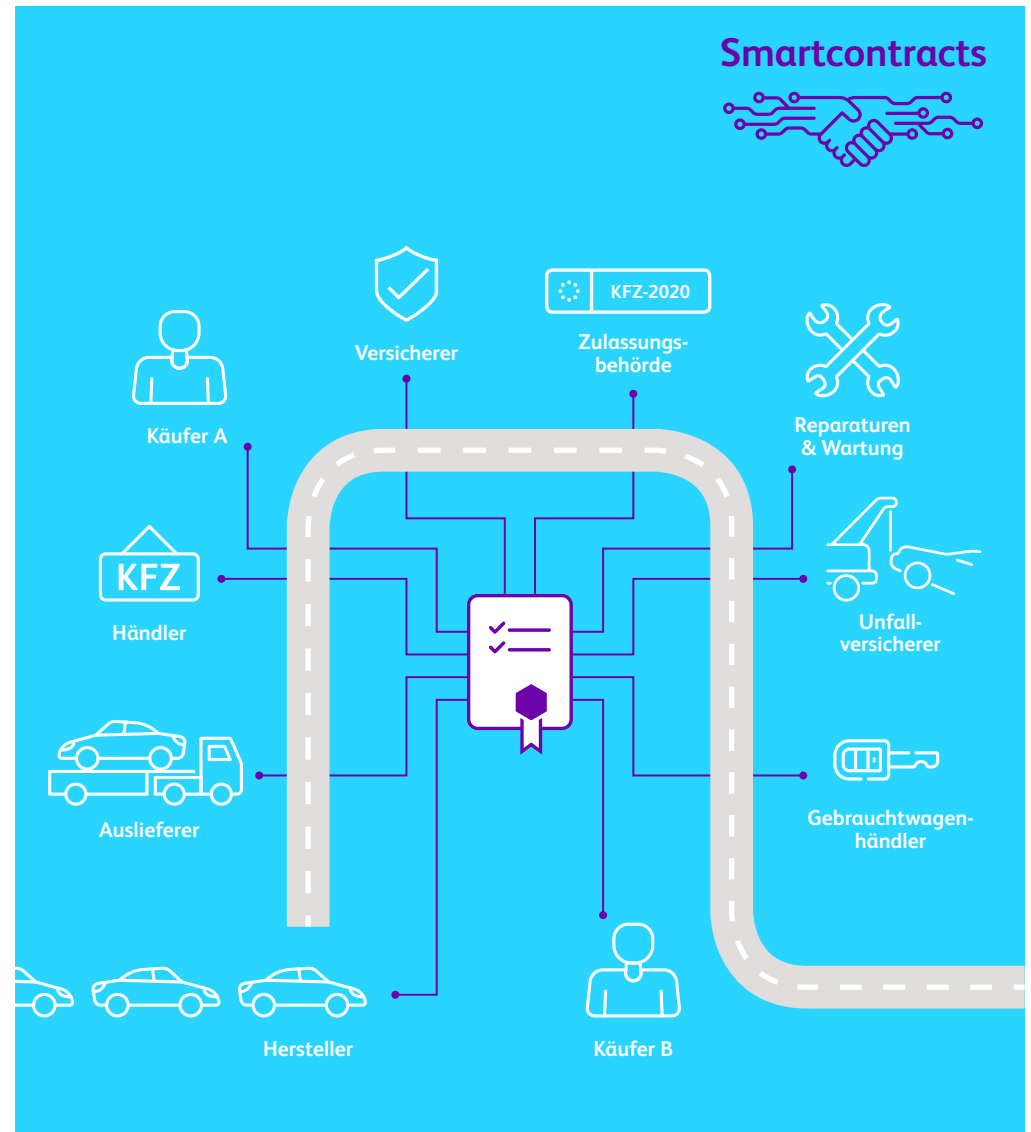 Smartcontracts
KFZ-2020
Versicherer
Zulassungs-
behörde
Käufer A
Reparaturen
& Wartung
KFZ
Händler
Unfall-
versicherer
Auslieferer
Gebrauchtwagen-
händler
Hersteller
Käufer B